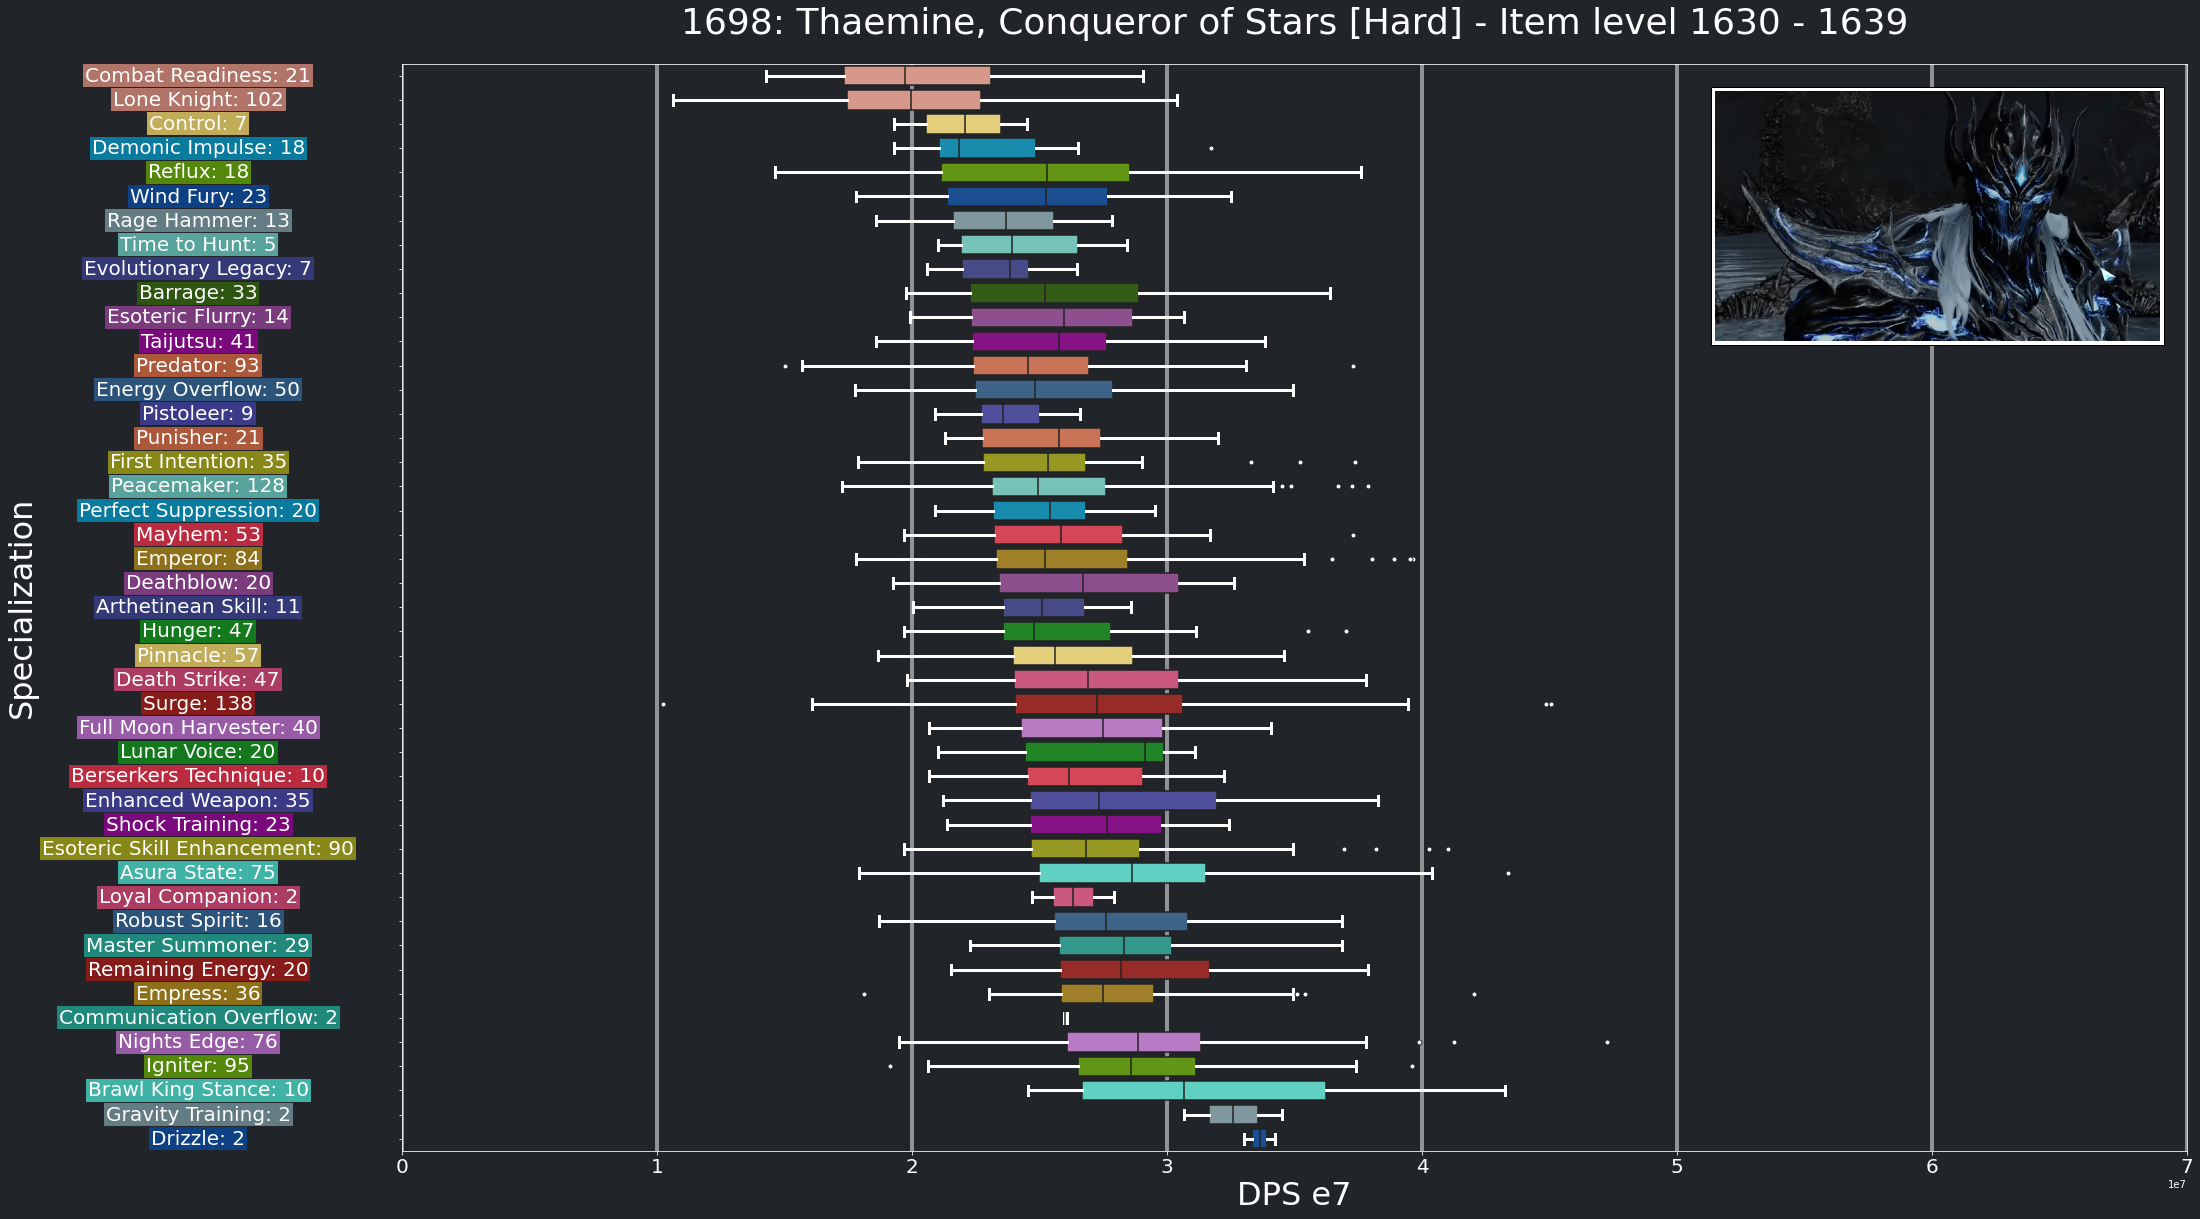 1698: Thaemine, Conqueror of Stars [Hard] - Item level 1630 - 1639
Specialization
Combat Readiness: 21
Lone Knight: 102
Control: 7
Demonic Impulse: 18
Reflux: 18
Wind Fury: 23
Rage Hammer: 13
Time to Hunt: 5
Evolutionary Legacy: 7
Barrage: 33
Esoteric Flurry: 14
Taijutsu: 41
Predator: 93
Energy Overflow: 50
Pistoleer: 9
Punisher: 21
First Intention: 35
Peacemaker: 128
Perfect Suppression: 20
Mayhem: 53
Emperor: 84
Deathblow: 20
Arthetinean Skill: 11
Hunger: 47
Pinnacle: 57
Death Strike: 47
Surge: 138
Full Moon Harvester: 40
Lunar Voice: 20
Berserkers Technique: 10
Enhanced Weapon: 35
Shock Training: 23
Esoteric Skill Enhancement: 90
Asura State: 75
Loyal Companion: 2
Robust Spirit: 16
Master Summoner: 29
Remaining Energy: 20
Empress: 36
Communication Overflow: 2
Nights Edge: 76
Igniter: 95
Brawl King Stance: 10
Gravity Training: 2
Drizzle: 2
0 1 2 3 4 5 6 7
1e7
DPS e7